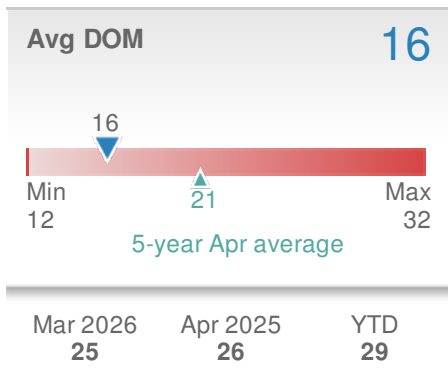 Avg DOM 16
16
Min Max
12 21 32
5-year Apr average
Mar 2026 Apr 2025 YTD
25 26 29